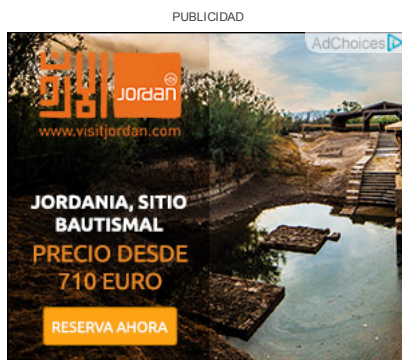 PUBLICIDAD
AdChoices
Jordan
www.visitjordan.com
JORDANIA, SITIO
BAUTISMAL
PRECIO DESDE
710 EURO
RESERVA AHORA